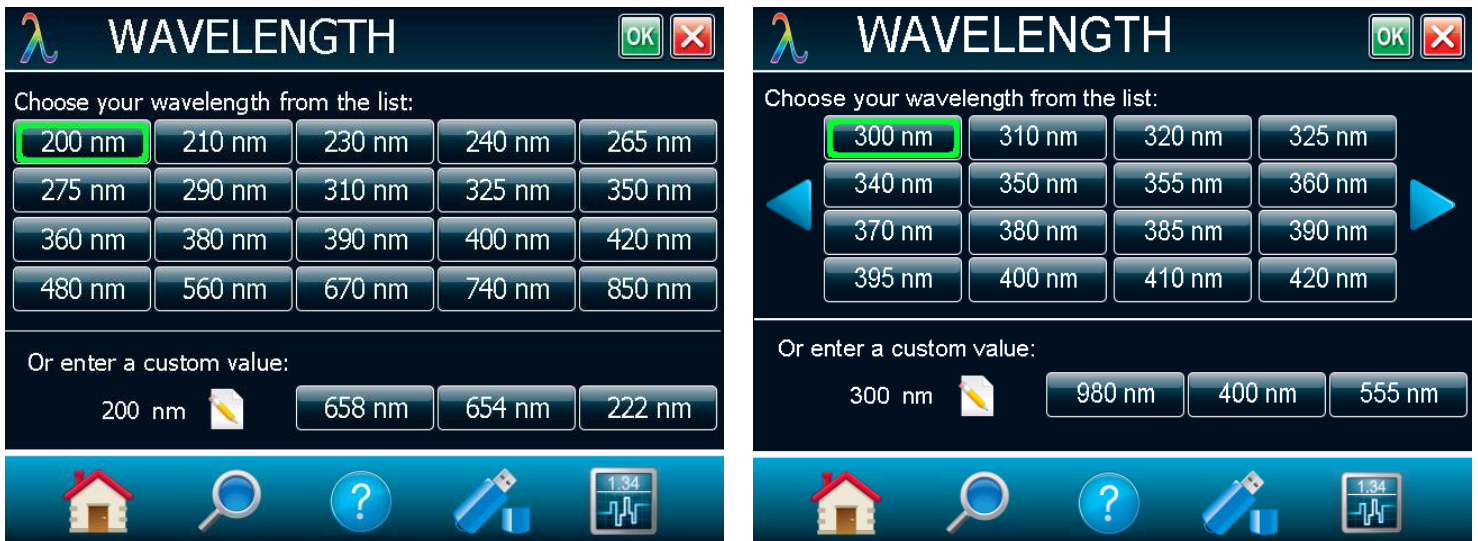 λ WAVELENGTH OK
Choose your wavelength from the list:
200 nm 210 nm 230 nm 240 nm 265 nm
275 nm 290 nm 310 nm 325 nm 350 nm
360 nm 380 nm 390 nm 400 nm 420 nm
480 nm 560 nm 670 nm 740 nm 850 nm
Or enter a custom value:
200 nm 658 nm 654 nm 222 nm
? 1.34
λ WAVELENGTH OK
Choose your wavelength from the list:
300 nm 310 nm 320 nm 325 nm
340 nm 350 nm 355 nm 360 nm
370 nm 380 nm 385 nm 390 nm
395 nm 400 nm 410 nm 420 nm
Or enter a custom value:
300 nm 980 nm 400 nm 555 nm
? 1.34